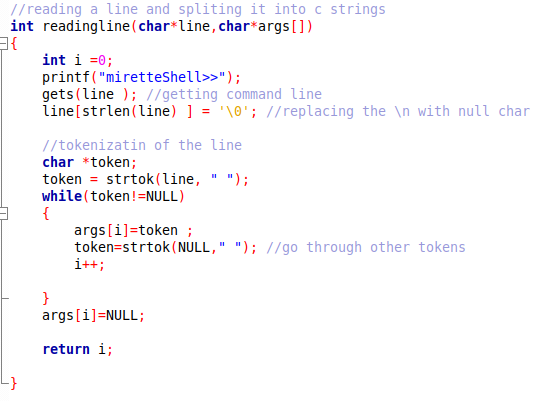 //reading a line and spliting it into c strings
int readingline(char*line,char*args[])
{
    int i =0;
    printf("miretteShell>>");
    gets(line ); //getting command line
    line[strlen(line) ] = '\0'; //replacing the \n with null char

    //tokenizatin of the line
    char *token;
    token = strtok(line, " ");
    while(token!=NULL)
    {
        args[i]=token ;
        token=strtok(NULL," "); //go through other tokens
        i++;

    }
    args[i]=NULL;

    return i;

}